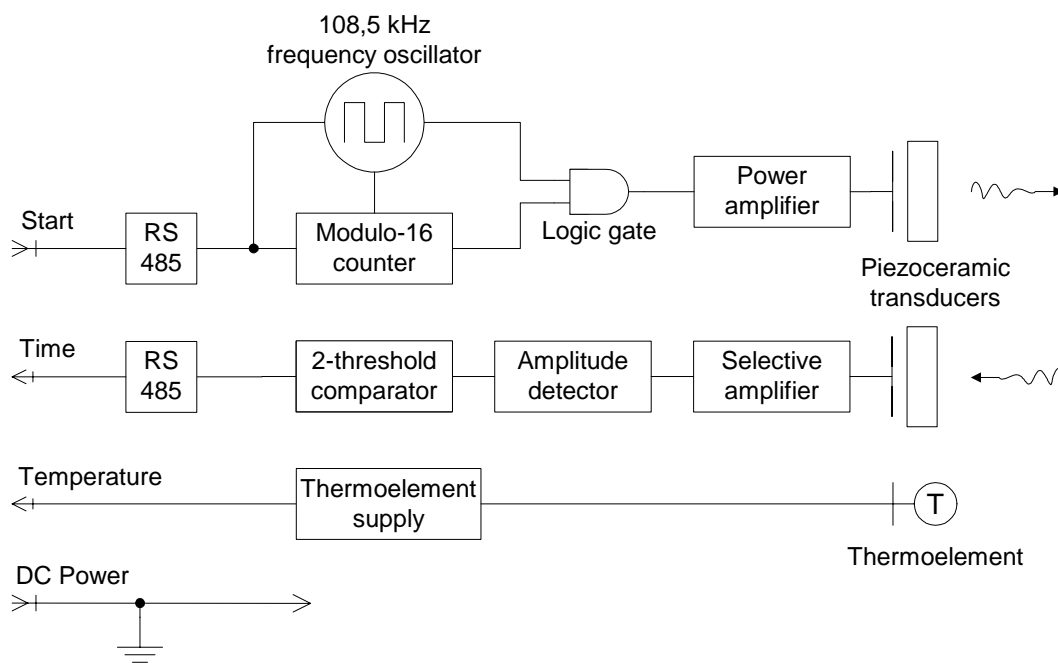 108,5 kHz
frequency oscillator
Start
RS
485
Modulo-16
counter
Logic gate
Power
amplifier
Piezoceramic
transducers
Time
RS
485
2-threshold
comparator
Amplitude
detector
Selective
amplifier
Temperature
Thermoelement
supply
T
Thermoelement
DC Power